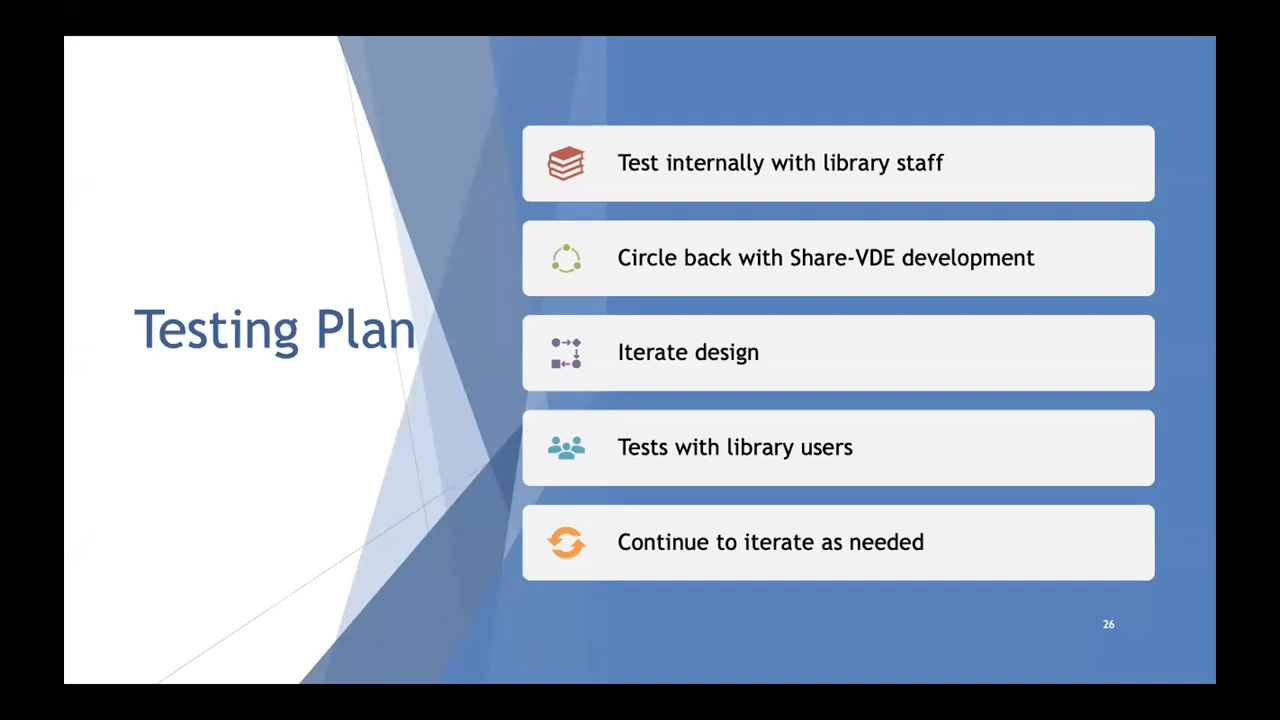 Testing Plan
Test internally with library staff
Circle back with Share-VDE development
Iterate design
Tests with library users
Continue to iterate as needed
26